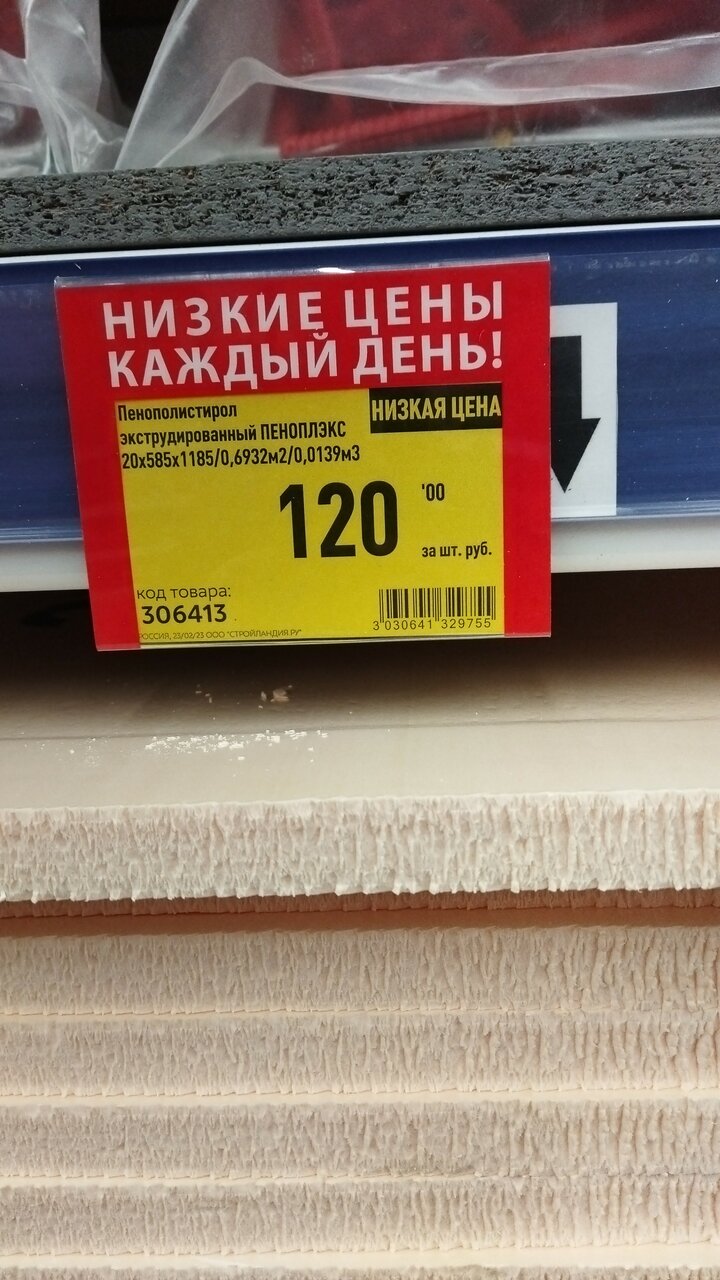 НИЗКИЕ ЦЕНЫ
КАЖДЫЙ ДЕНЬ!
Пенополистирол
экструдированный ПЕНОПЛЭКС
20х585х1185/0,6932м2/0,0139м3
НИЗКАЯ ЦЕНА
120 '00
за шт. руб.
код товара:
306413
РОССИЯ, 23/02/23 ООО "СТРОЙЛАНДИЯ.РУ"
3 030641 329755